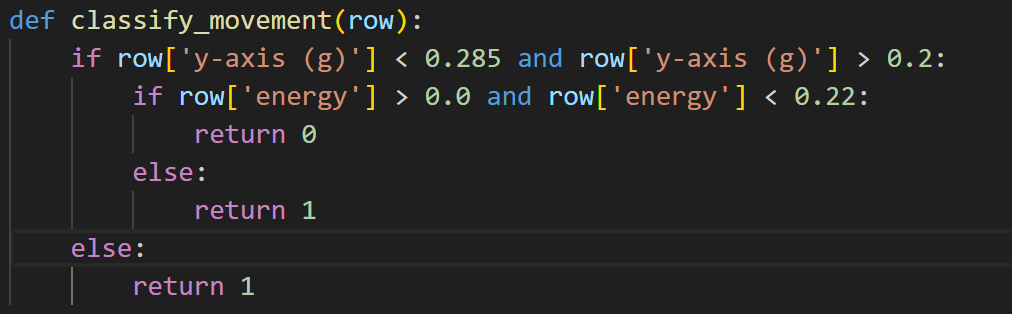 def classify_movement(row):
    if row['y-axis (g)'] < 0.285 and row['y-axis (g)'] > 0.2:
        if row['energy'] > 0.0 and row['energy'] < 0.22:
            return 0
        else:
            return 1
    else:
        return 1